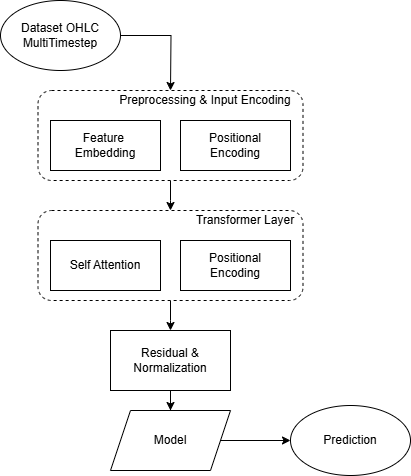 Dataset OHLC
MultiTimestep
Preprocessing & Input Encoding
Feature
Embedding
Positional
Encoding
Transformer Layer
Self Attention
Positional
Encoding
Residual &
Normalization
Model
Prediction